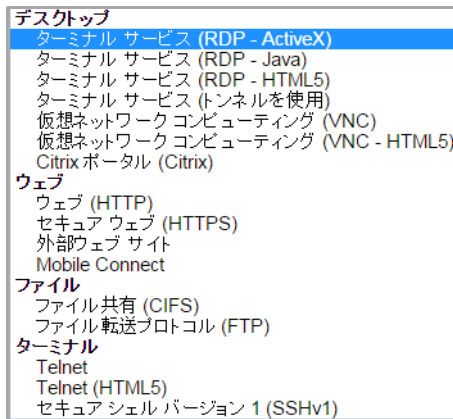 デスクトップ
ターミナル サービス (RDP - ActiveX)
ターミナル サービス (RDP - Java)
ターミナル サービス (RDP - HTML5)
ターミナル サービス (トンネルを使用)
仮想ネットワーク コンピューティング (VNC)
仮想ネットワーク コンピューティング (VNC - HTML5)
Citrix ポータル (Citrix)
ウェブ
ウェブ (HTTP)
セキュア ウェブ (HTTPS)
外部ウェブ サイト
Mobile Connect
ファイル
ファイル共有 (CIFS)
ファイル転送プロトコル (FTP)
ターミナル
Telnet
Telnet (HTML5)
セキュア シェル バージョン 1 (SSHv1)